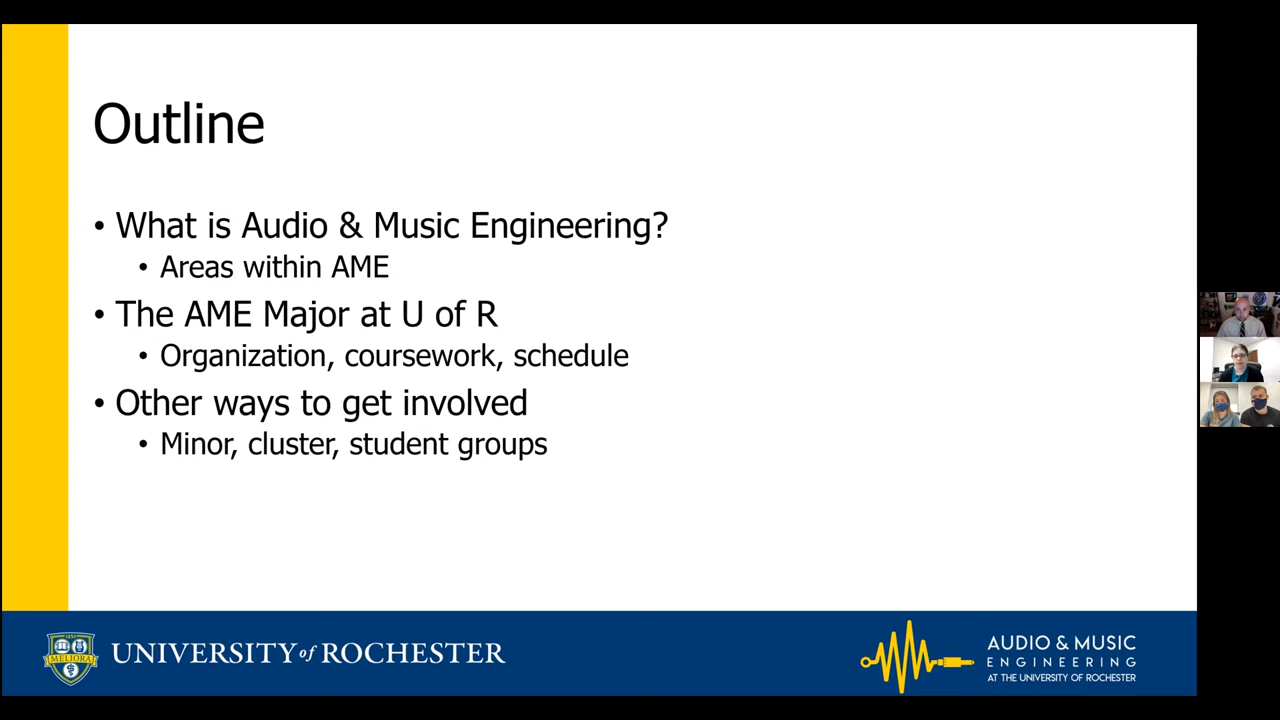 Outline
• What is Audio & Music Engineering?
• Areas within AME
• The AME Major at U of R
• Organization, coursework, schedule
• Other ways to get involved
• Minor, cluster, student groups
MELIORA
UNIVERSITY of ROCHESTER
AUDIO & MUSIC
ENGINEERING
AT THE UNIVERSITY OF ROCHESTER